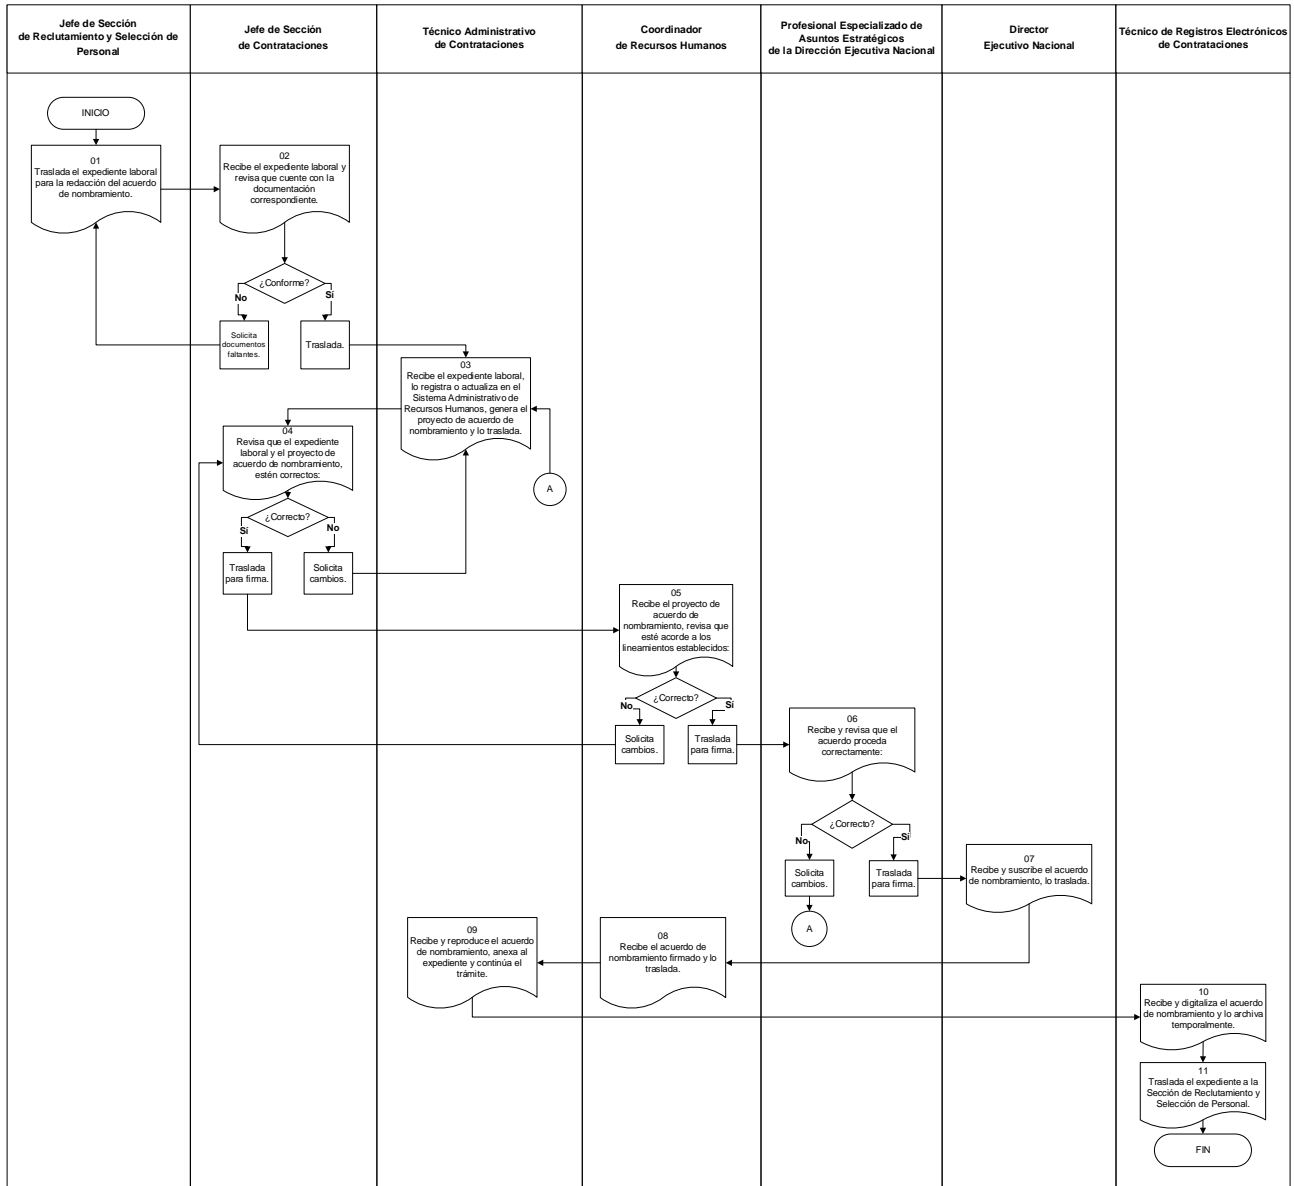 Jefe de Sección
de Reclutamiento y Selección de
Personal
Jefe de Sección
de Contrataciones
Técnico Administrativo
de Contrataciones
Coordinador
de Recursos Humanos
Profesional Especializado de
Asuntos Estratégicos
de la Dirección Ejecutiva Nacional
Director
Ejecutivo Nacional
Técnico de Registros Electrónicos
de Contrataciones
INICIO
01
Traslada el expediente laboral
para la redacción del acuerdo
de nombramiento.
02
Recibe el expediente laboral y
revisa que cuente con la
documentación
correspondiente.
¿Conforme?
No
Sí
Solicita
documentos
faltantes.
Traslada.
03
Recibe el expediente laboral,
lo registra o actualiza en el
Sistema Administrativo de
Recursos Humanos, genera el
proyecto de acuerdo de
nombramiento y lo traslada.
A
04
Revisa que el expediente
laboral y el proyecto de
acuerdo de nombramiento,
estén correctos:
¿Correcto?
Sí
No
Traslada
para firma.
Solicita
cambios.
05
Recibe el proyecto de
acuerdo de
nombramiento, revisa que
esté acorde a los
lineamientos establecidos:
¿Correcto?
No
Sí
Solicita
cambios.
Traslada
para firma.
06
Recibe y revisa que el
acuerdo proceda
correctamente:
¿Correcto?
No
Sí
Solicita
cambios.
Traslada
para firma.
A
07
Recibe y suscribe el acuerdo
de nombramiento, lo traslada.
08
Recibe el acuerdo de
nombramiento firmado y lo
traslada.
09
Recibe y reproduce el acuerdo
de nombramiento, anexa al
expediente y continúa el
trámite.
10
Recibe y digitaliza el acuerdo
de nombramiento y lo archiva
temporalmente.
11
Traslada el expediente a la
Sección de Reclutamiento y
Selección de Personal.
FIN